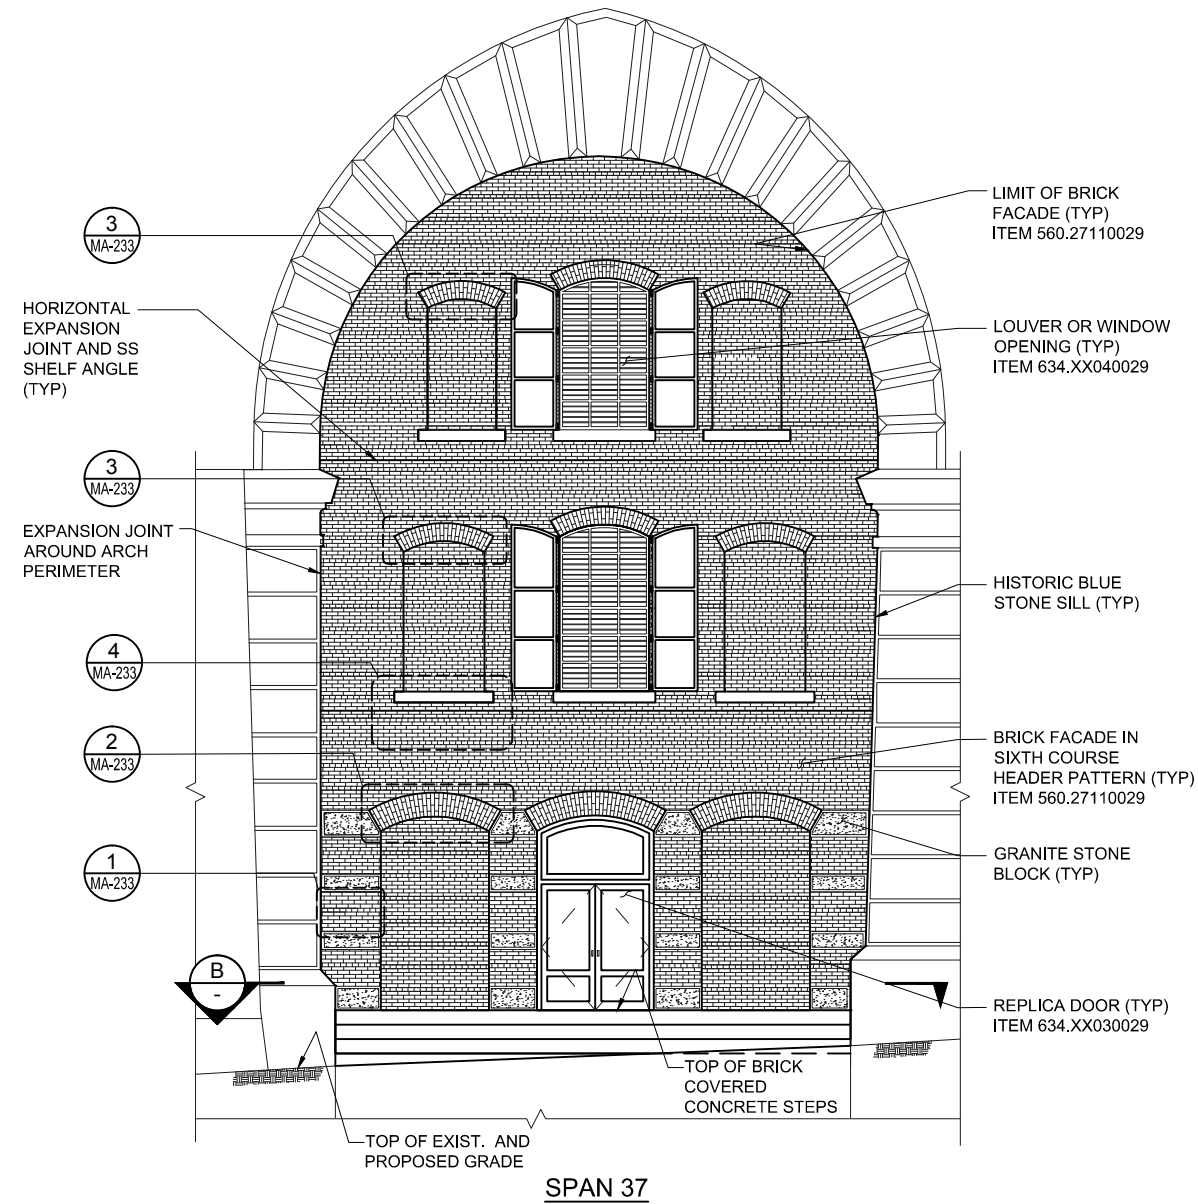 3
MA-233
HORIZONTAL
EXPANSION
JOINT AND SS
SHELF ANGLE
(TYP)
3
MA-233
EXPANSION JOINT
AROUND ARCH
PERIMETER
4
MA-233
2
MA-233
1
MA-233
B
-
LIMIT OF BRICK
FACADE (TYP)
ITEM 560.27110029
LOUVER OR WINDOW
OPENING (TYP)
ITEM 634.XX040029
HISTORIC BLUE
STONE SILL (TYP)
BRICK FACADE IN
SIXTH COURSE
HEADER PATTERN (TYP)
ITEM 560.27110029
GRANITE STONE
BLOCK (TYP)
REPLICA DOOR (TYP)
ITEM 634.XX030029
TOP OF BRICK
COVERED
CONCRETE STEPS
TOP OF EXIST. AND
PROPOSED GRADE
SPAN 37